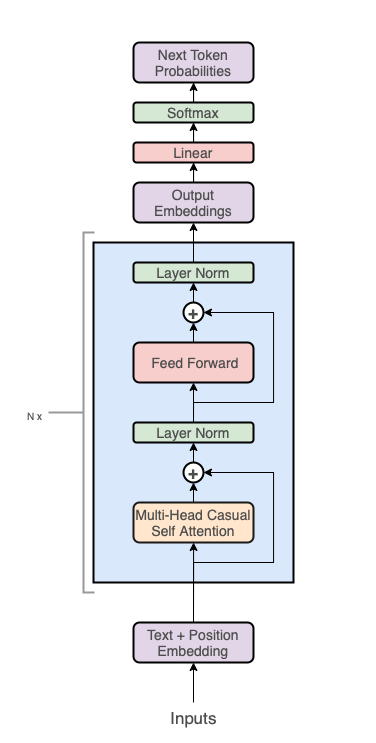 Next Token
Probabilities
Softmax
Linear
Output
Embeddings
Layer Norm
+
Feed Forward
N x
Layer Norm
+
Multi-Head Casual
Self Attention
Text + Position
Embedding
Inputs